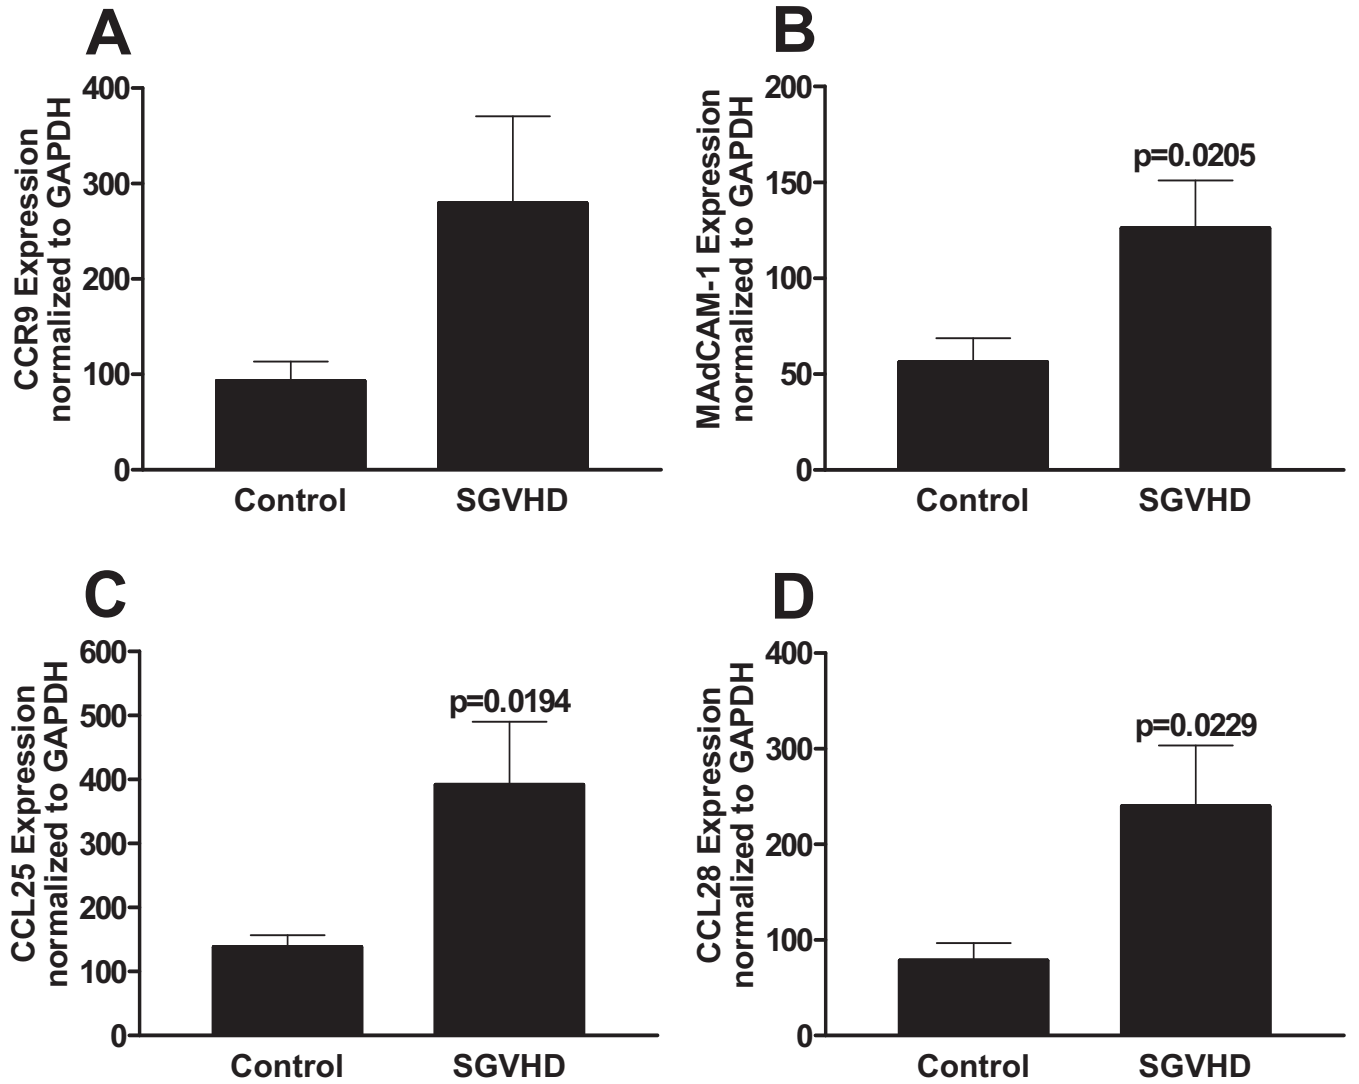 A
CCR9 Expression
normalized to GAPDH
400
300
200
100
0
Control
SGVHD
B
MAdCAM-1 Expression
normalized to GAPDH
200
150
100
50
0
p=0.0205
Control
SGVHD
C
CCL25 Expression
normalized to GAPDH
600
500
400
300
200
100
0
p=0.0194
Control
SGVHD
D
CCL28 Expression
normalized to GAPDH
400
300
200
100
0
p=0.0229
Control
SGVHD